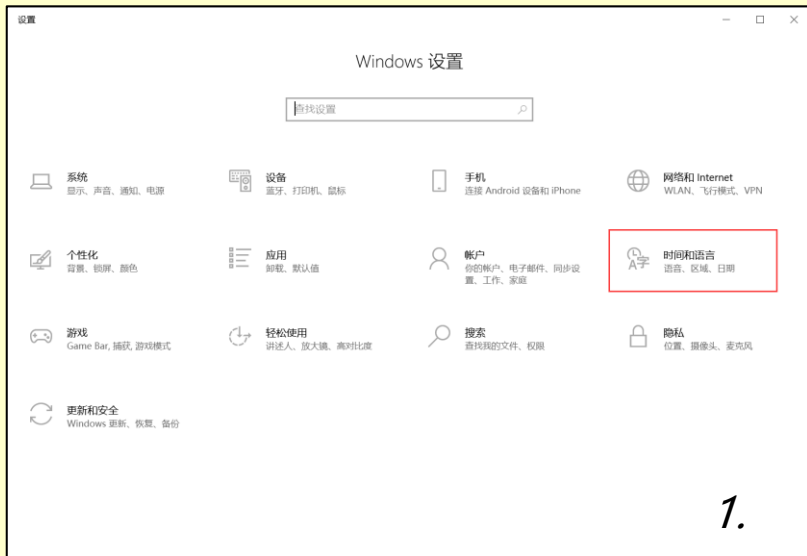 设置
Windows 设置
查找设置
系统
显示、声音、通知、电源
设备
蓝牙、打印机、鼠标
手机
连接 Android 设备和 iPhone
网络和 Internet
WLAN、飞行模式、VPN
个性化
背景、锁屏、颜色
应用
卸载、默认值
帐户
你的帐户、电子邮件、同步设
置、工作、家庭
时间和语言
语音、区域、日期
游戏
Game Bar, 捕获, 游戏模式
轻松使用
讲述人、放大镜、高对比度
搜索
查找我的文件、权限
隐私
位置、摄像头、麦克风
更新和安全
Windows 更新、恢复、备份
1.